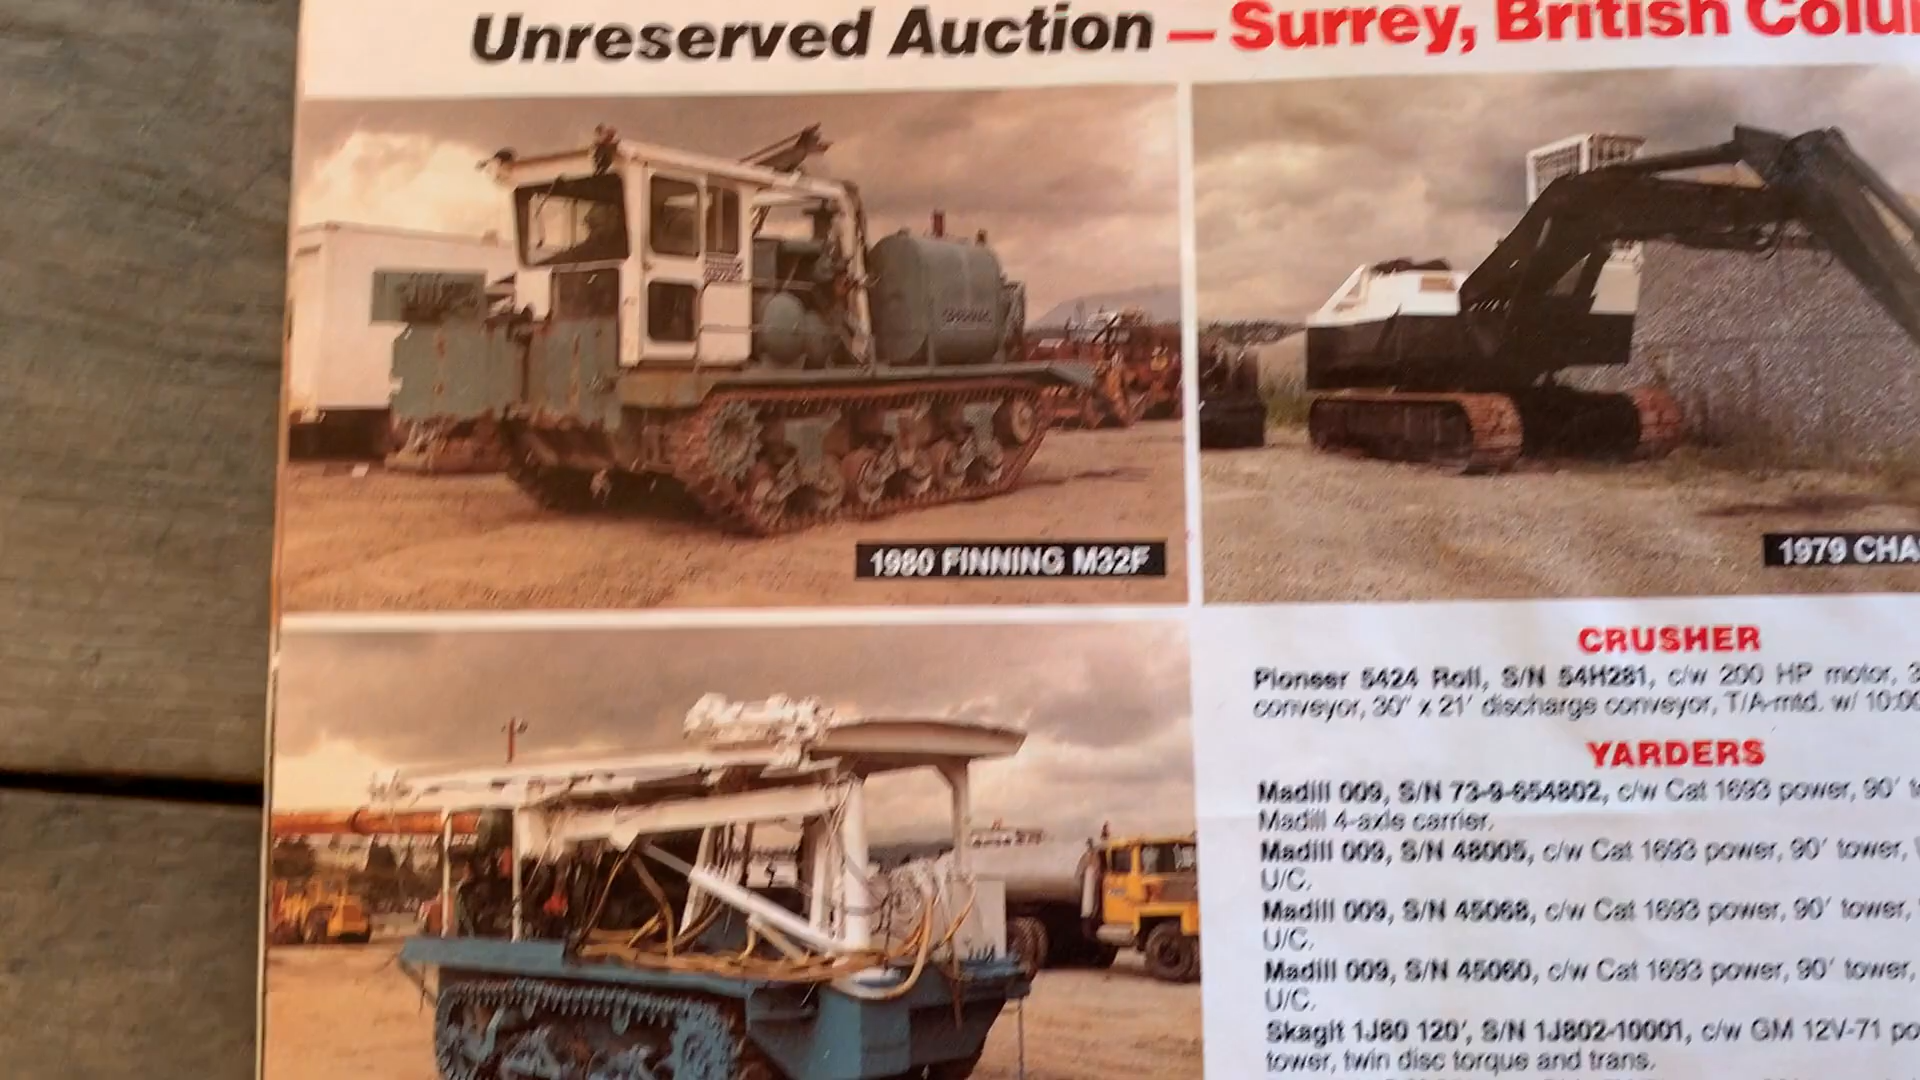 Unreserved Auction – Surrey, British
1980 FINNING M32F
1979
CRUSHER
Pioneer 5424 Roll, S/N 54H281, c/w 200 HP motor,
conveyor, 30" x 21' discharge conveyor, T/A-mtd. w/
YARDERS
Madill 009, S/N 73-9-654802, c/w Cat 1693 power, 90'
Madill 4-axle carrier.
Madill 009, S/N 48005, c/w Cat 1693 power, 90' tower,
U/C.
Madill 009, S/N 45068, c/w Cat 1693 power, 90' tower,
U/C.
Madill 009, S/N 45060, c/w Cat 1693 power, 90' tower,
U/C.
Skagit 1J80 120', S/N 1J802-10001, c/w GM 12V-71
tower, twin disc torque and trans.